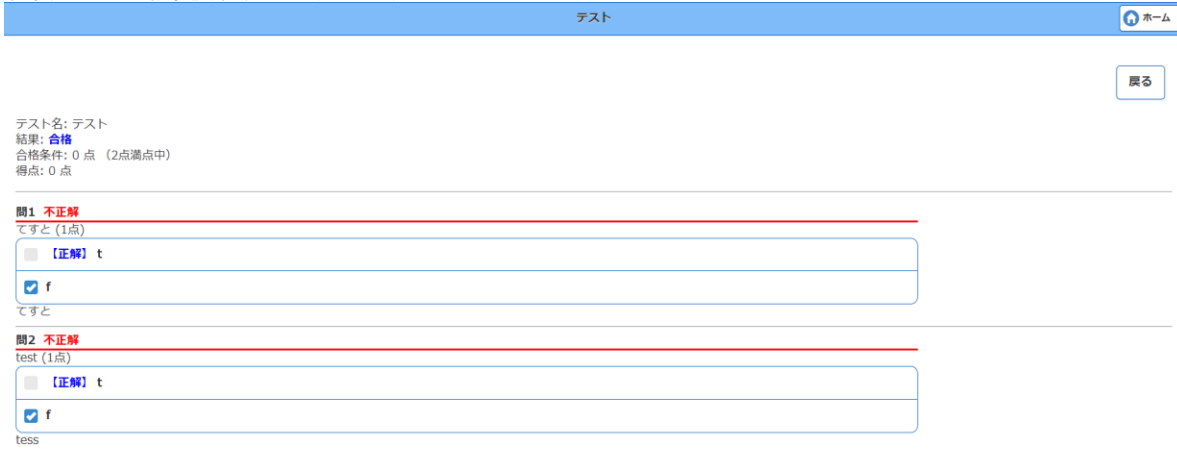 テスト
ホーム
戻る
テスト名: テスト
結果: 合格
合格条件: 0 点 （2点満点中）
得点: 0 点
問1 不正解
てすと (1点)
【正解】 t
f
てすと
問2 不正解
test (1点)
【正解】 t
f
tess